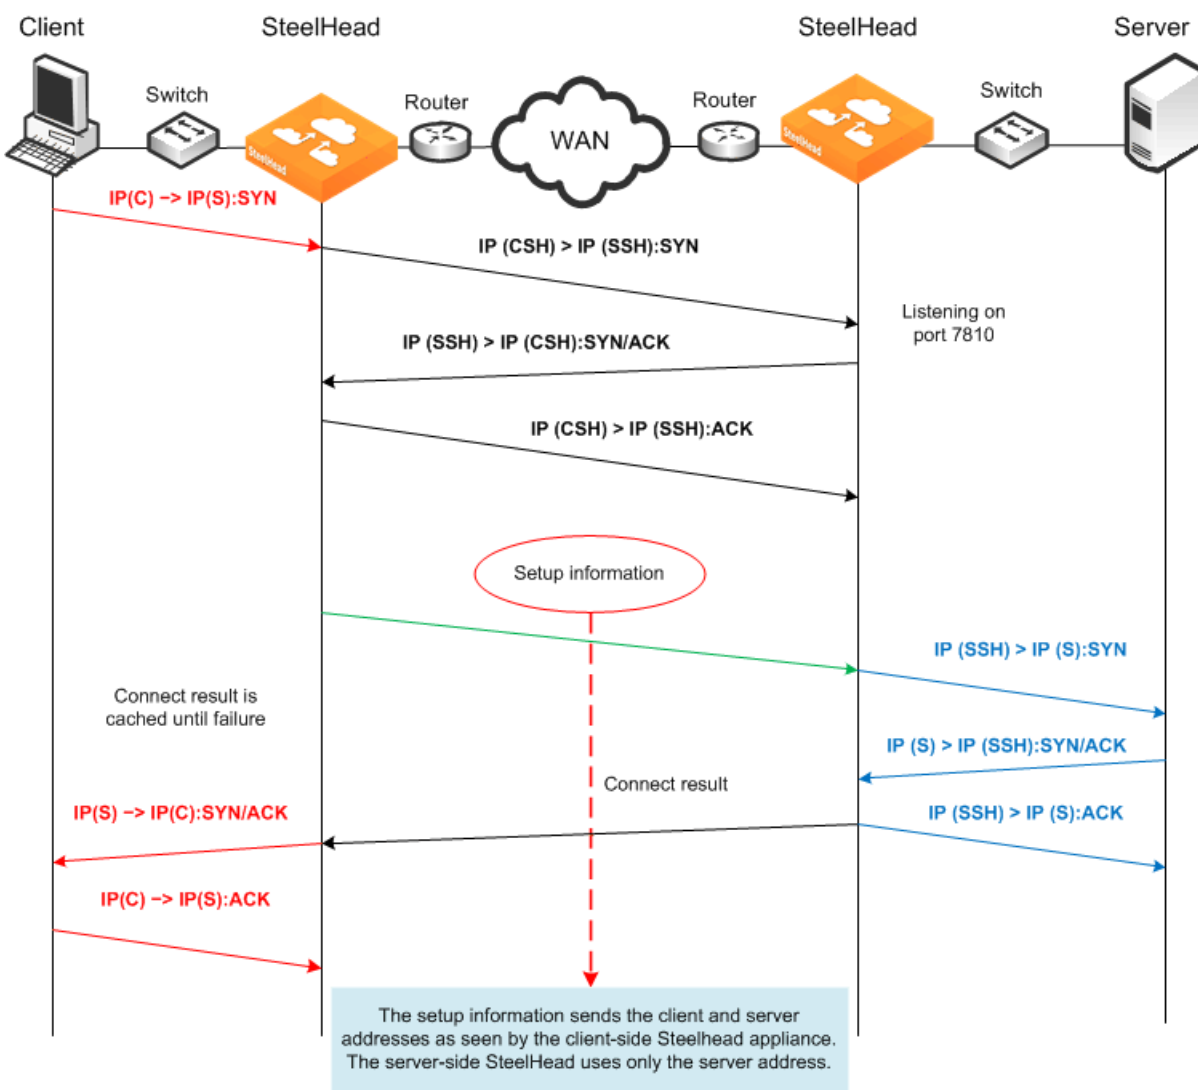 Client
SteelHead
SteelHead
Server
Switch
Router
WAN
Router
Switch
SteelHead
SteelHead
IP(C) −> IP(S):SYN
IP (CSH) > IP (SSH):SYN
Listening on
port 7810
IP (SSH) > IP (CSH):SYN/ACK
IP (CSH) > IP (SSH):ACK
Setup information
IP (SSH) > IP (S):SYN
Connect result is
cached until failure
IP (S) > IP (SSH):SYN/ACK
Connect result
IP(S) −> IP(C):SYN/ACK
IP (SSH) > IP (S):ACK
IP(C) −> IP(S):ACK
The setup information sends the client and server
addresses as seen by the client-side Steelhead appliance.
The server-side SteelHead uses only the server address.